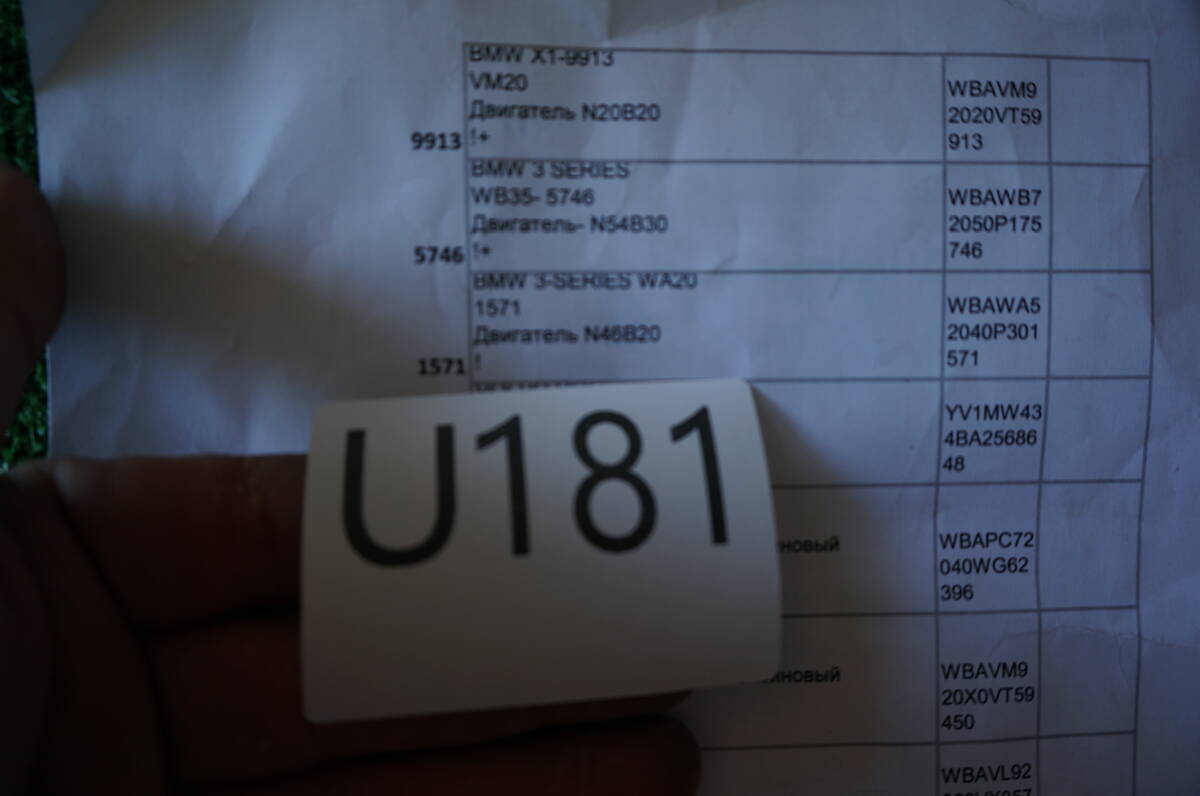 BMW X1-9913
VM20
Двигатель N20B20
9913 !+
WBAVM9
2020VT59
913
BMW 3 SERIES
WB35- 5746
Двигатель- N54B30
5746 !+
WBAWB7
2050P175
746
BMW 3-SERIES WA20
1571
Двигатель N46B20
1571 !
WBAWA5
2040P301
571
YV1MW43
4BA25686
48
U181
новый
WBAPC72
040WG62
396
иновый
WBAVM9
20X0VT59
450
WBAVL92